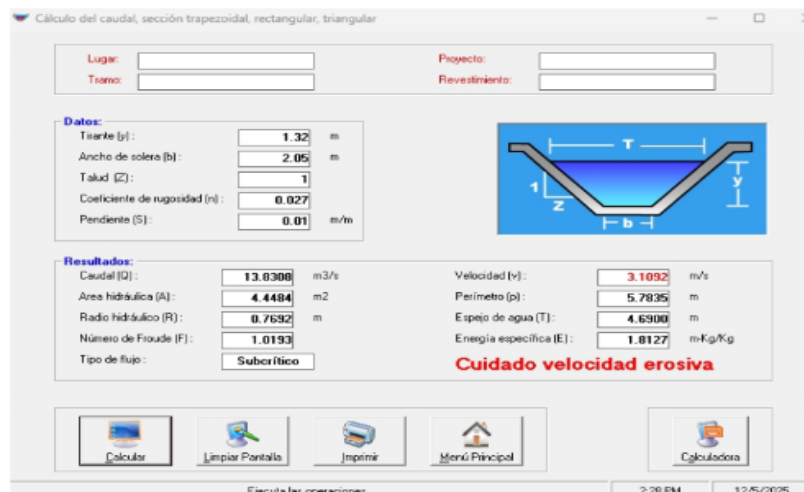 Cálculo del caudal, sección trapezoidal, rectangular, triangular
Lugar: Proyecto:
Tramo: Revestimiento:
Datos:
Tirante (y) : 1.32 m
Ancho de solera (b) : 2.05 m
Talud (Z) : 1
Coeficiente de rugosidad (n) : 0.027
Pendiente (S) : 0.01 m/m
T
1
Z
y
b
Resultados:
Caudal (Q) : 13.8308 m3/s Velocidad (v) : 3.1092 m/s
Area hidráulica (A) : 4.4484 m2 Perímetro (p) : 5.7835 m
Radio hidráulico (R) : 0.7692 m Espejo de agua (T) : 4.6900 m
Número de Froude (F) : 1.0193 Energía específica (E) : 1.8127 m-Kg/Kg
Tipo de flujo : Subcrítico Cuidado velocidad erosiva
Calcular Limpiar Pantalla Imprimir Menú Principal Calculadora
Ejecuta las operaciones 2:28 PM 12/5/2025